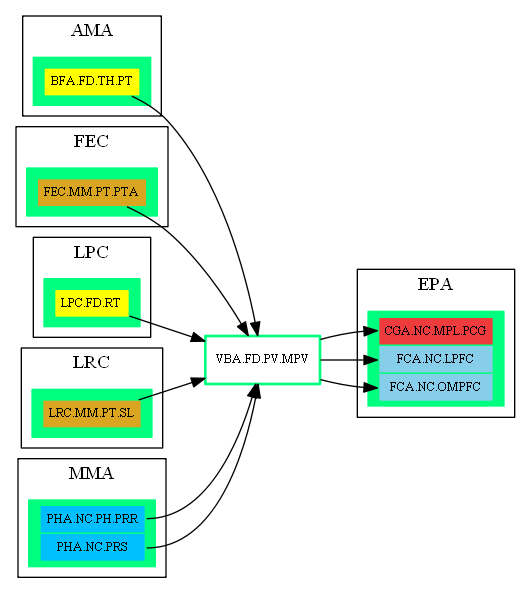 AMA
BFA.FD.TH.PT
FEC
FEC.MM.PT.PTA
LPC
LPC.FD.RT
LRC
LRC.MM.PT.SL
MMA
PHA.NC.PH.PRR
PHA.NC.PRS
VBA.FD.PV.MPV
EPA
CGA.NC.MPL.PCG
FCA.NC.LPFC
FCA.NC.OMPFC